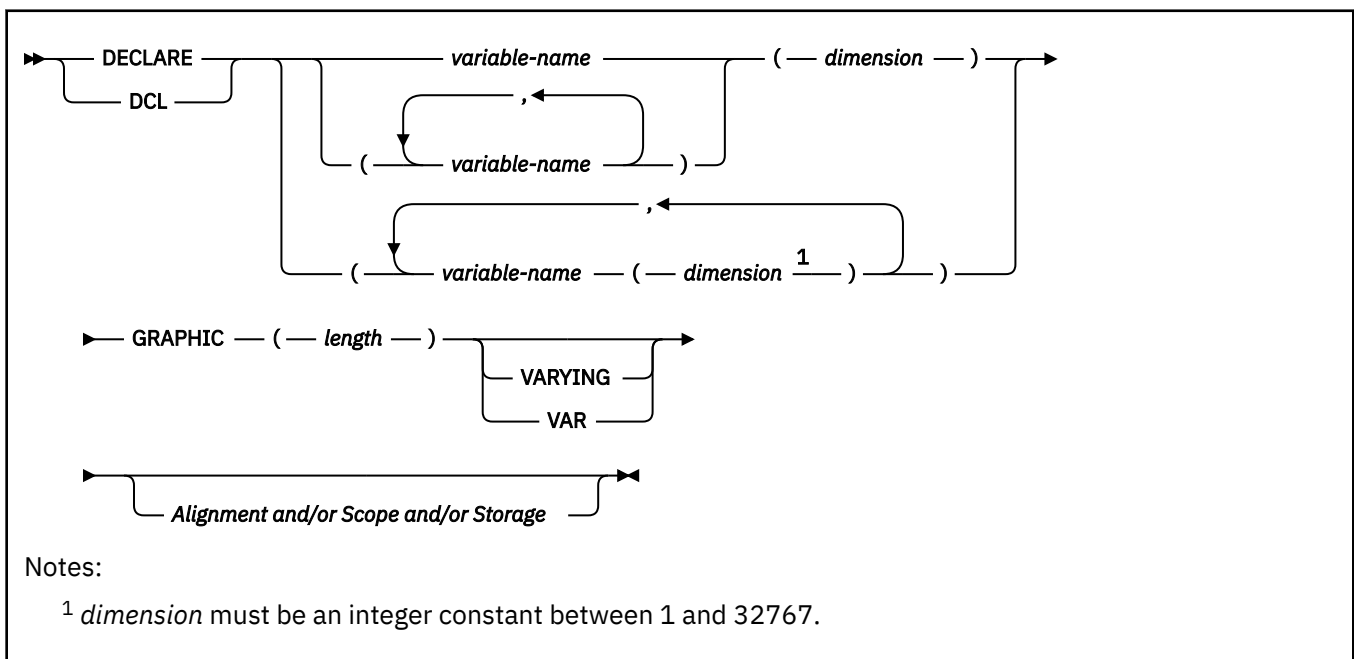 DECLARE variable-name ( dimension )
DCL ,
( variable-name )
,
( variable-name ( dimension 1 ) )
GRAPHIC ( length )
VARYING
VAR
Alignment and/or Scope and/or Storage
Notes:
1 dimension must be an integer constant between 1 and 32767.